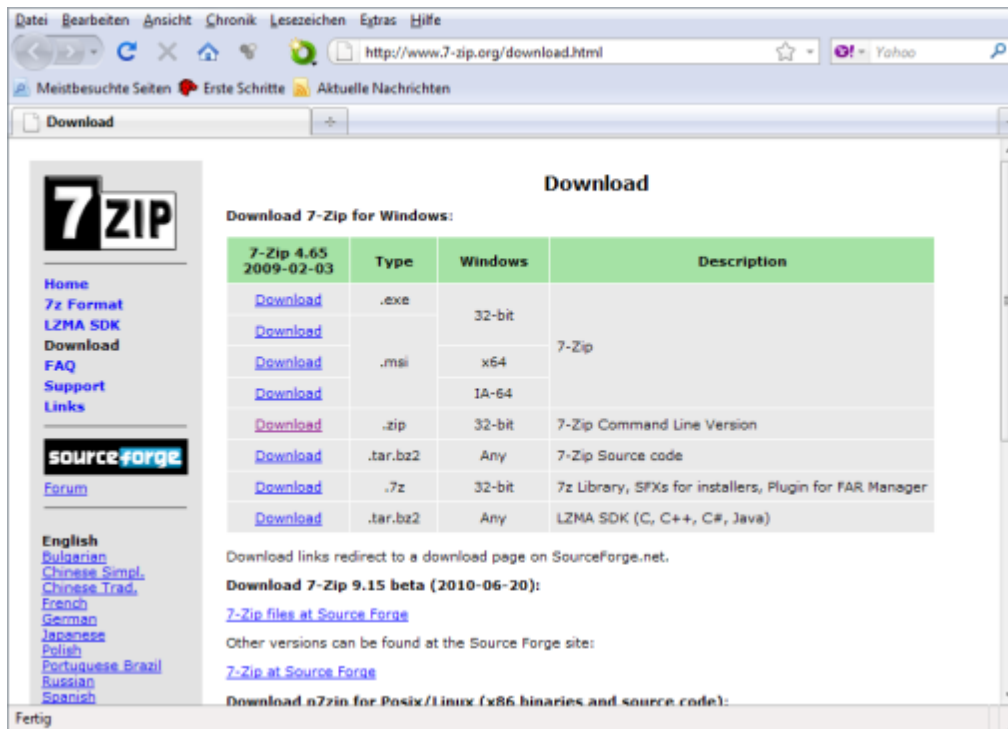 Datei Bearbeiten Ansicht Chronik Lesezeichen Extras Hilfe
http://www.7-zip.org/download.html
Yahoo
Meistbesuchte Seiten Erste Schritte Aktuelle Nachrichten
Download
7 ZIP
Home
7z Format
LZMA SDK
Download
FAQ
Support
Links
sourceforge
Forum
English
Bulgarian
Chinese Simpl.
Chinese Trad.
French
German
Japanese
Polish
Portuguese Brazil
Russian
Spanish
Download
Download 7-Zip for Windows:
7-Zip 4.65 2009-02-03 Type Windows Description
Download .exe 32-bit 7-Zip
Download .msi
Download x64
Download IA-64
Download .zip 32-bit 7-Zip Command Line Version
Download .tar.bz2 Any 7-Zip Source code
Download .7z 32-bit 7z Library, SFXs for installers, Plugin for FAR Manager
Download .tar.bz2 Any LZMA SDK (C, C++, C#, Java)
Download links redirect to a download page on SourceForge.net.
Download 7-Zip 9.15 beta (2010-06-20):
7-Zip files at Source Forge
Other versions can be found at the Source Forge site:
7-Zip at Source Forge
Download p7zip for Posix/Linux (x86 binaries and source code):
Fertig